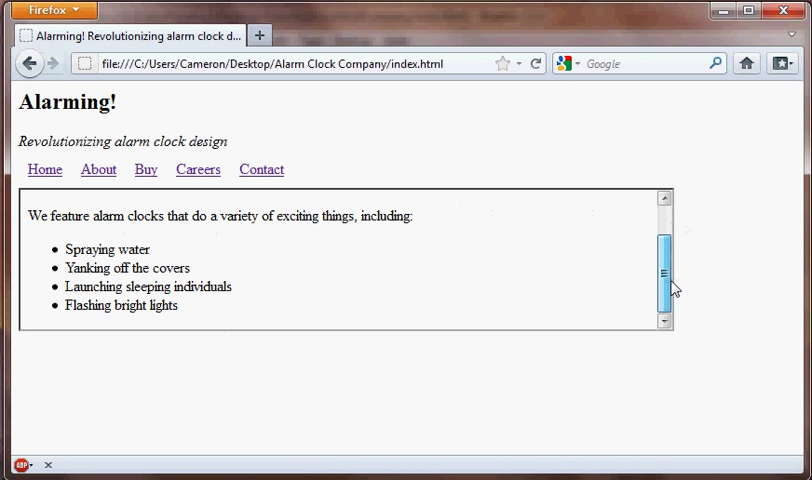 Firefox
Alarming! Revolutionizing alarm clock d...
file:///C:/Users/Cameron/Desktop/Alarm Clock Company/index.html
Google
Alarming!
Revolutionizing alarm clock design
Home About Buy Careers Contact
We feature alarm clocks that do a variety of exciting things, including:
Spraying water
Yanking off the covers
Launching sleeping individuals
Flashing bright lights
ABP